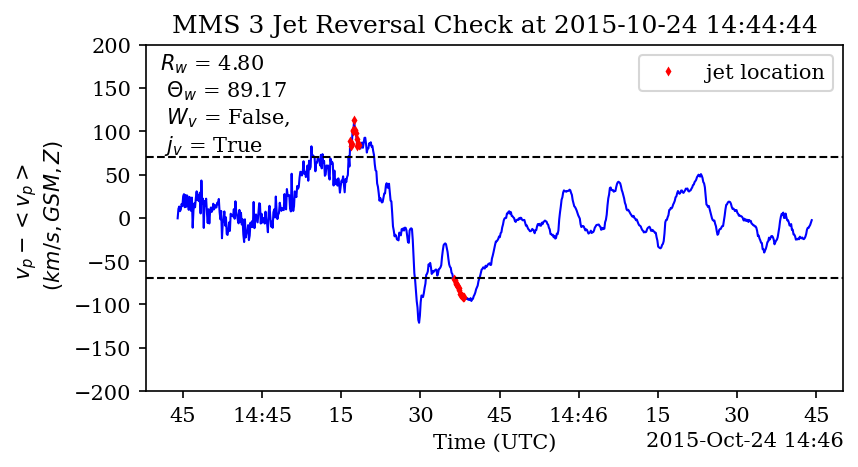 MMS 3 Jet Reversal Check at 2015-10-24 14:44:44
R_w = 4.80
Θ_w = 89.17
W_v = False,
j_v = True
jet location
200
150
100
50
0
−50
−100
−150
−200
v_p − < v_p >
(km/s, GSM, Z)
45 14:45 15 30 45 14:46 15 30 45
Time (UTC)
2015-Oct-24 14:46